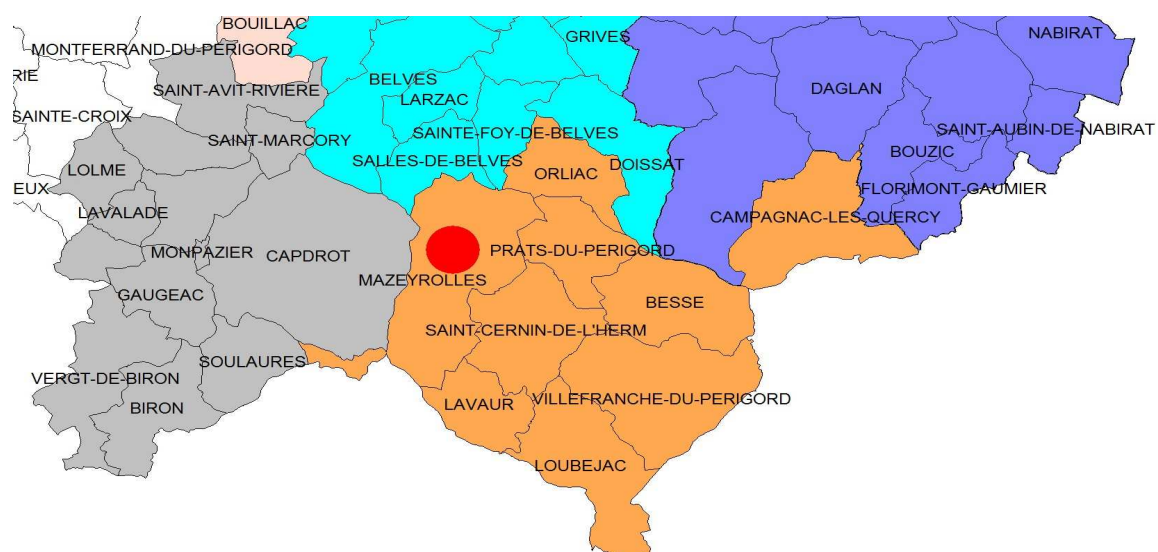 BOUILLAC
NABIRAT
GRIVES
MONTFERRAND-DU-PERIGORD
RIE
BELVES
SAINT-AVIT-RIVIERE
DAGLAN
LARZAC
SAINTE-CROIX
SAINTE-FOY-DE-BELVES
SAINT-AUBIN-DE-NABIRAT
SAINT-MARCORY
BOUZIC
SALLES-DE-BELVES
DOISSAT
LOLME
ORLIAC
EUX
FLORIMONT-GAUMIER
LAVALADE
CAMPAGNAC-LES-QUERCY
MONPAZIER
CAPDROT
PRATS-DU-PERIGORD
MAZEYROLLES
GAUGEAC
BESSE
SAINT-CERNIN-DE-L'HERM
SOULAURES
VERGT-DE-BIRON
BIRON
LAVAUR
VILLEFRANCHE-DU-PERIGORD
LOUBEJAC